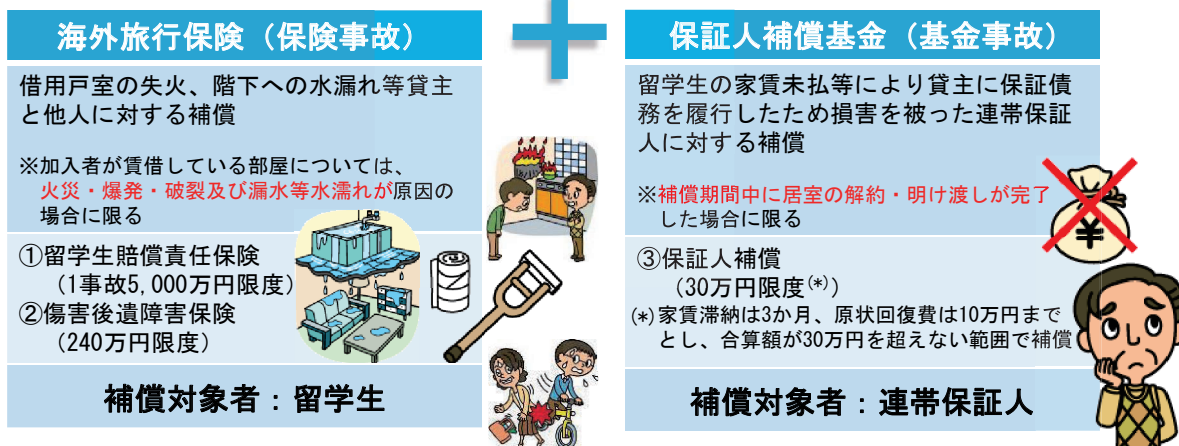 海外旅行保険（保険事故）
借用戸室の失火、階下への水漏れ等貸主
と他人に対する補償
※加入者が賃借している部屋については、
火災・爆発・破裂及び漏水等水濡れが原因の
場合に限る
①留学生賠償責任保険
（1事故5,000万円限度）
②傷害後遺障害保険
（240万円限度）
補償対象者：留学生
＋
保証人補償基金（基金事故）
留学生の家賃未払等により貸主に保証債
務を履行したため損害を被った連帯保証
人に対する補償
※補償期間中に居室の解約・明け渡しが完了
した場合に限る
¥
③保証人補償
（30万円限度(*)）
(*)家賃滞納は3か月、原状回復費は10万円まで
とし、合算額が30万円を超えない範囲で補償
補償対象者：連帯保証人